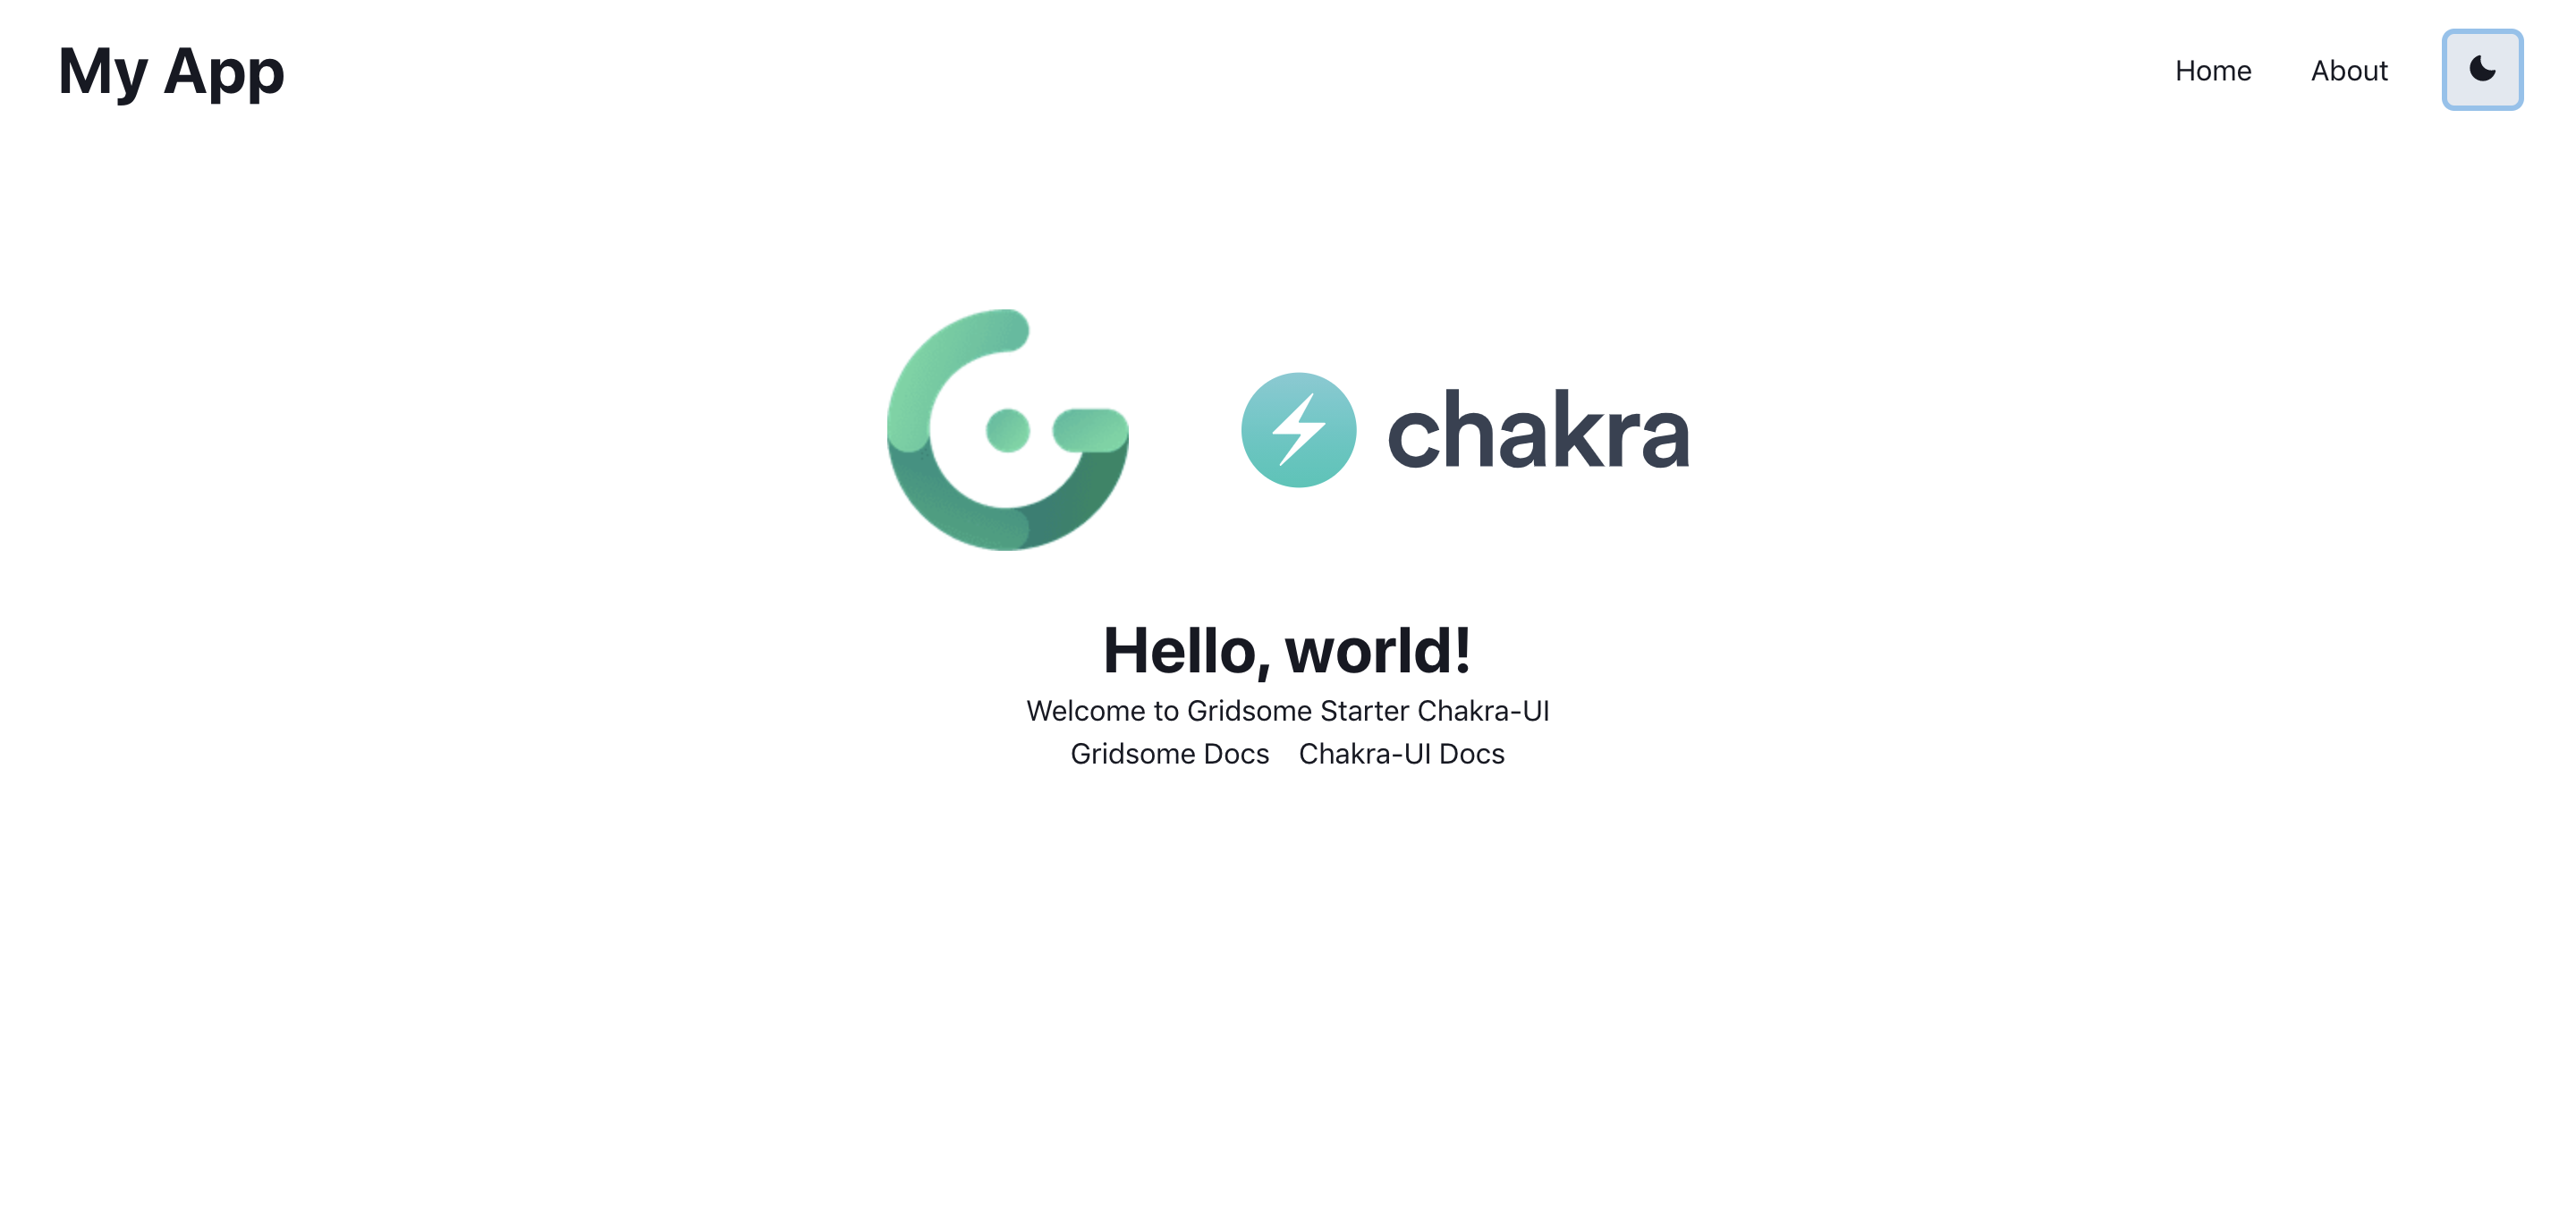 My App
Home About
chakra
Hello, world!
Welcome to Gridsome Starter Chakra-UI
Gridsome Docs Chakra-UI Docs